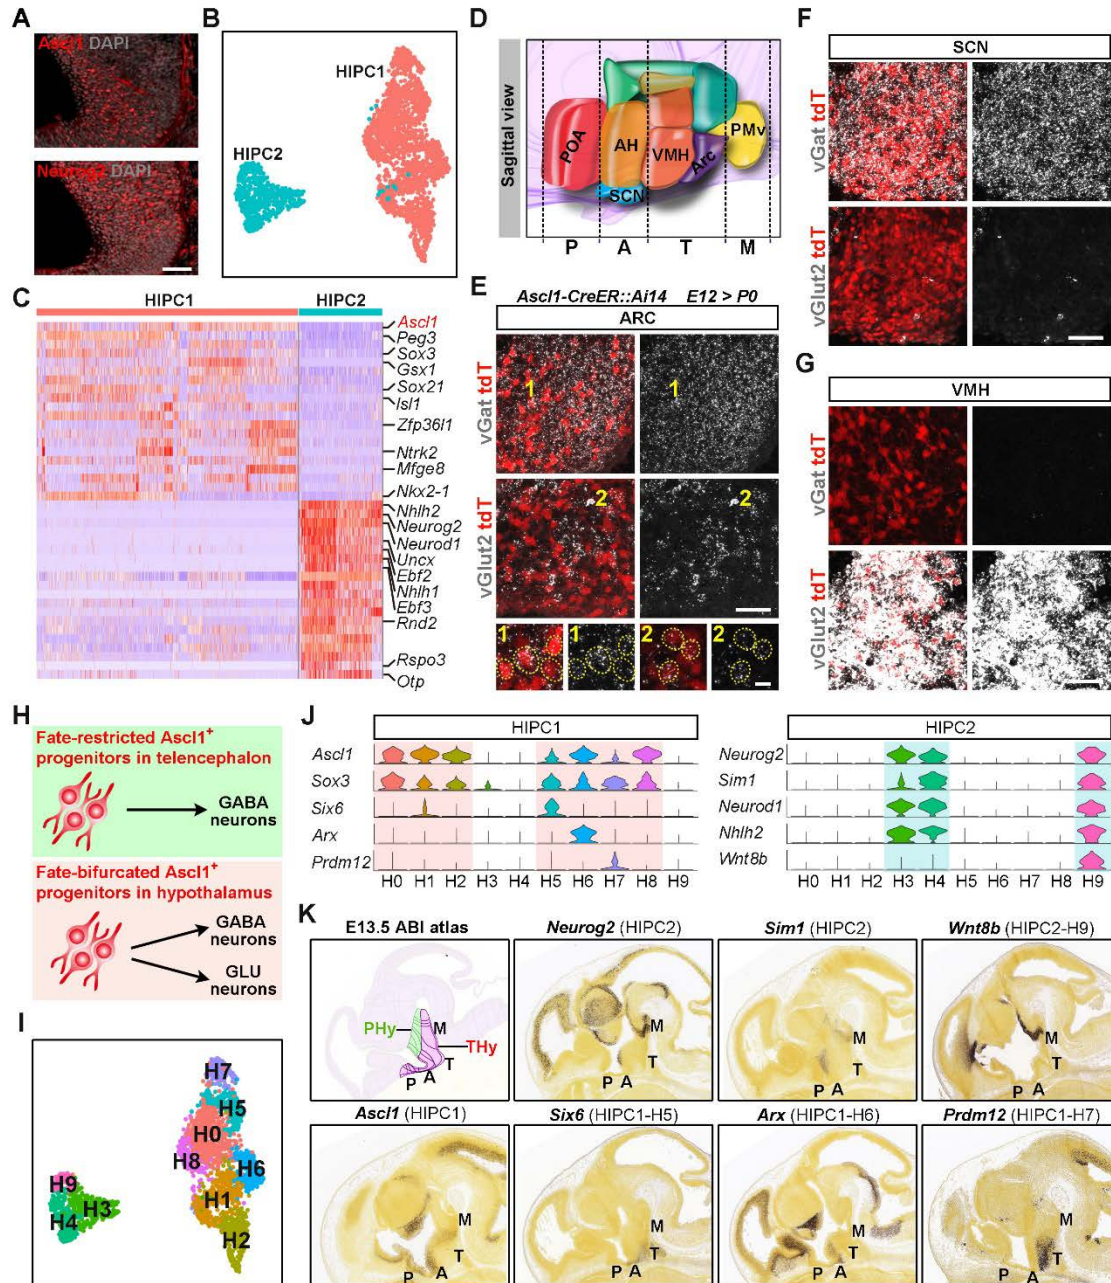 A
Ascl1 DAPI
Neurog2 DAPI
B
HIPC1
HIPC2
C
HIPC1
HIPC2
Ascl1
Peg3
Sox3
Gsx1
Sox21
Isl1
Zfp36l1
Ntrk2
Mfge8
Nkx2-1
Nhlh2
Neurog2
Neurod1
Uncx
Ebf2
Nhlh1
Ebf3
Rnd2
Rspo3
Otp
D
Sagittal view
POA
AH
VMH
Arc
PMv
SCN
P A T M
E
Ascl1-CreER::Ai14 E12 > P0
ARC
vGat tdT
1 1
vGlut2 tdT
2 2
1 1 2 2
F
SCN
vGat tdT
vGlut2 tdT
G
VMH
vGat tdT
vGlut2 tdT
H
Fate-restricted Ascl1+
progenitors in telencephalon
GABA
neurons
Fate-bifurcated Ascl1+
progenitors in hypothalamus
GABA
neurons
GLU
neurons
I
H7
H5
H0
H8
H6
H1
H2
H9
H3
H4
J
HIPC1
Ascl1
Sox3
Six6
Arx
Prdm12
H0 H1 H2 H3 H4 H5 H6 H7 H8 H9
HIPC2
Neurog2
Sim1
Neurod1
Nhlh2
Wnt8b
H0 H1 H2 H3 H4 H5 H6 H7 H8 H9
K
E13.5 ABI atlas
PHy
M
THy
P A T
Neurog2 (HIPC2)
M
T
P A
Sim1 (HIPC2)
M
T
P A
Wnt8b (HIPC2-H9)
M
T
P A
Ascl1 (HIPC1)
M
T
P A
Six6 (HIPC1-H5)
M
T
P A
Arx (HIPC1-H6)
M
T
P A
Prdm12 (HIPC1-H7)
M
T
P A